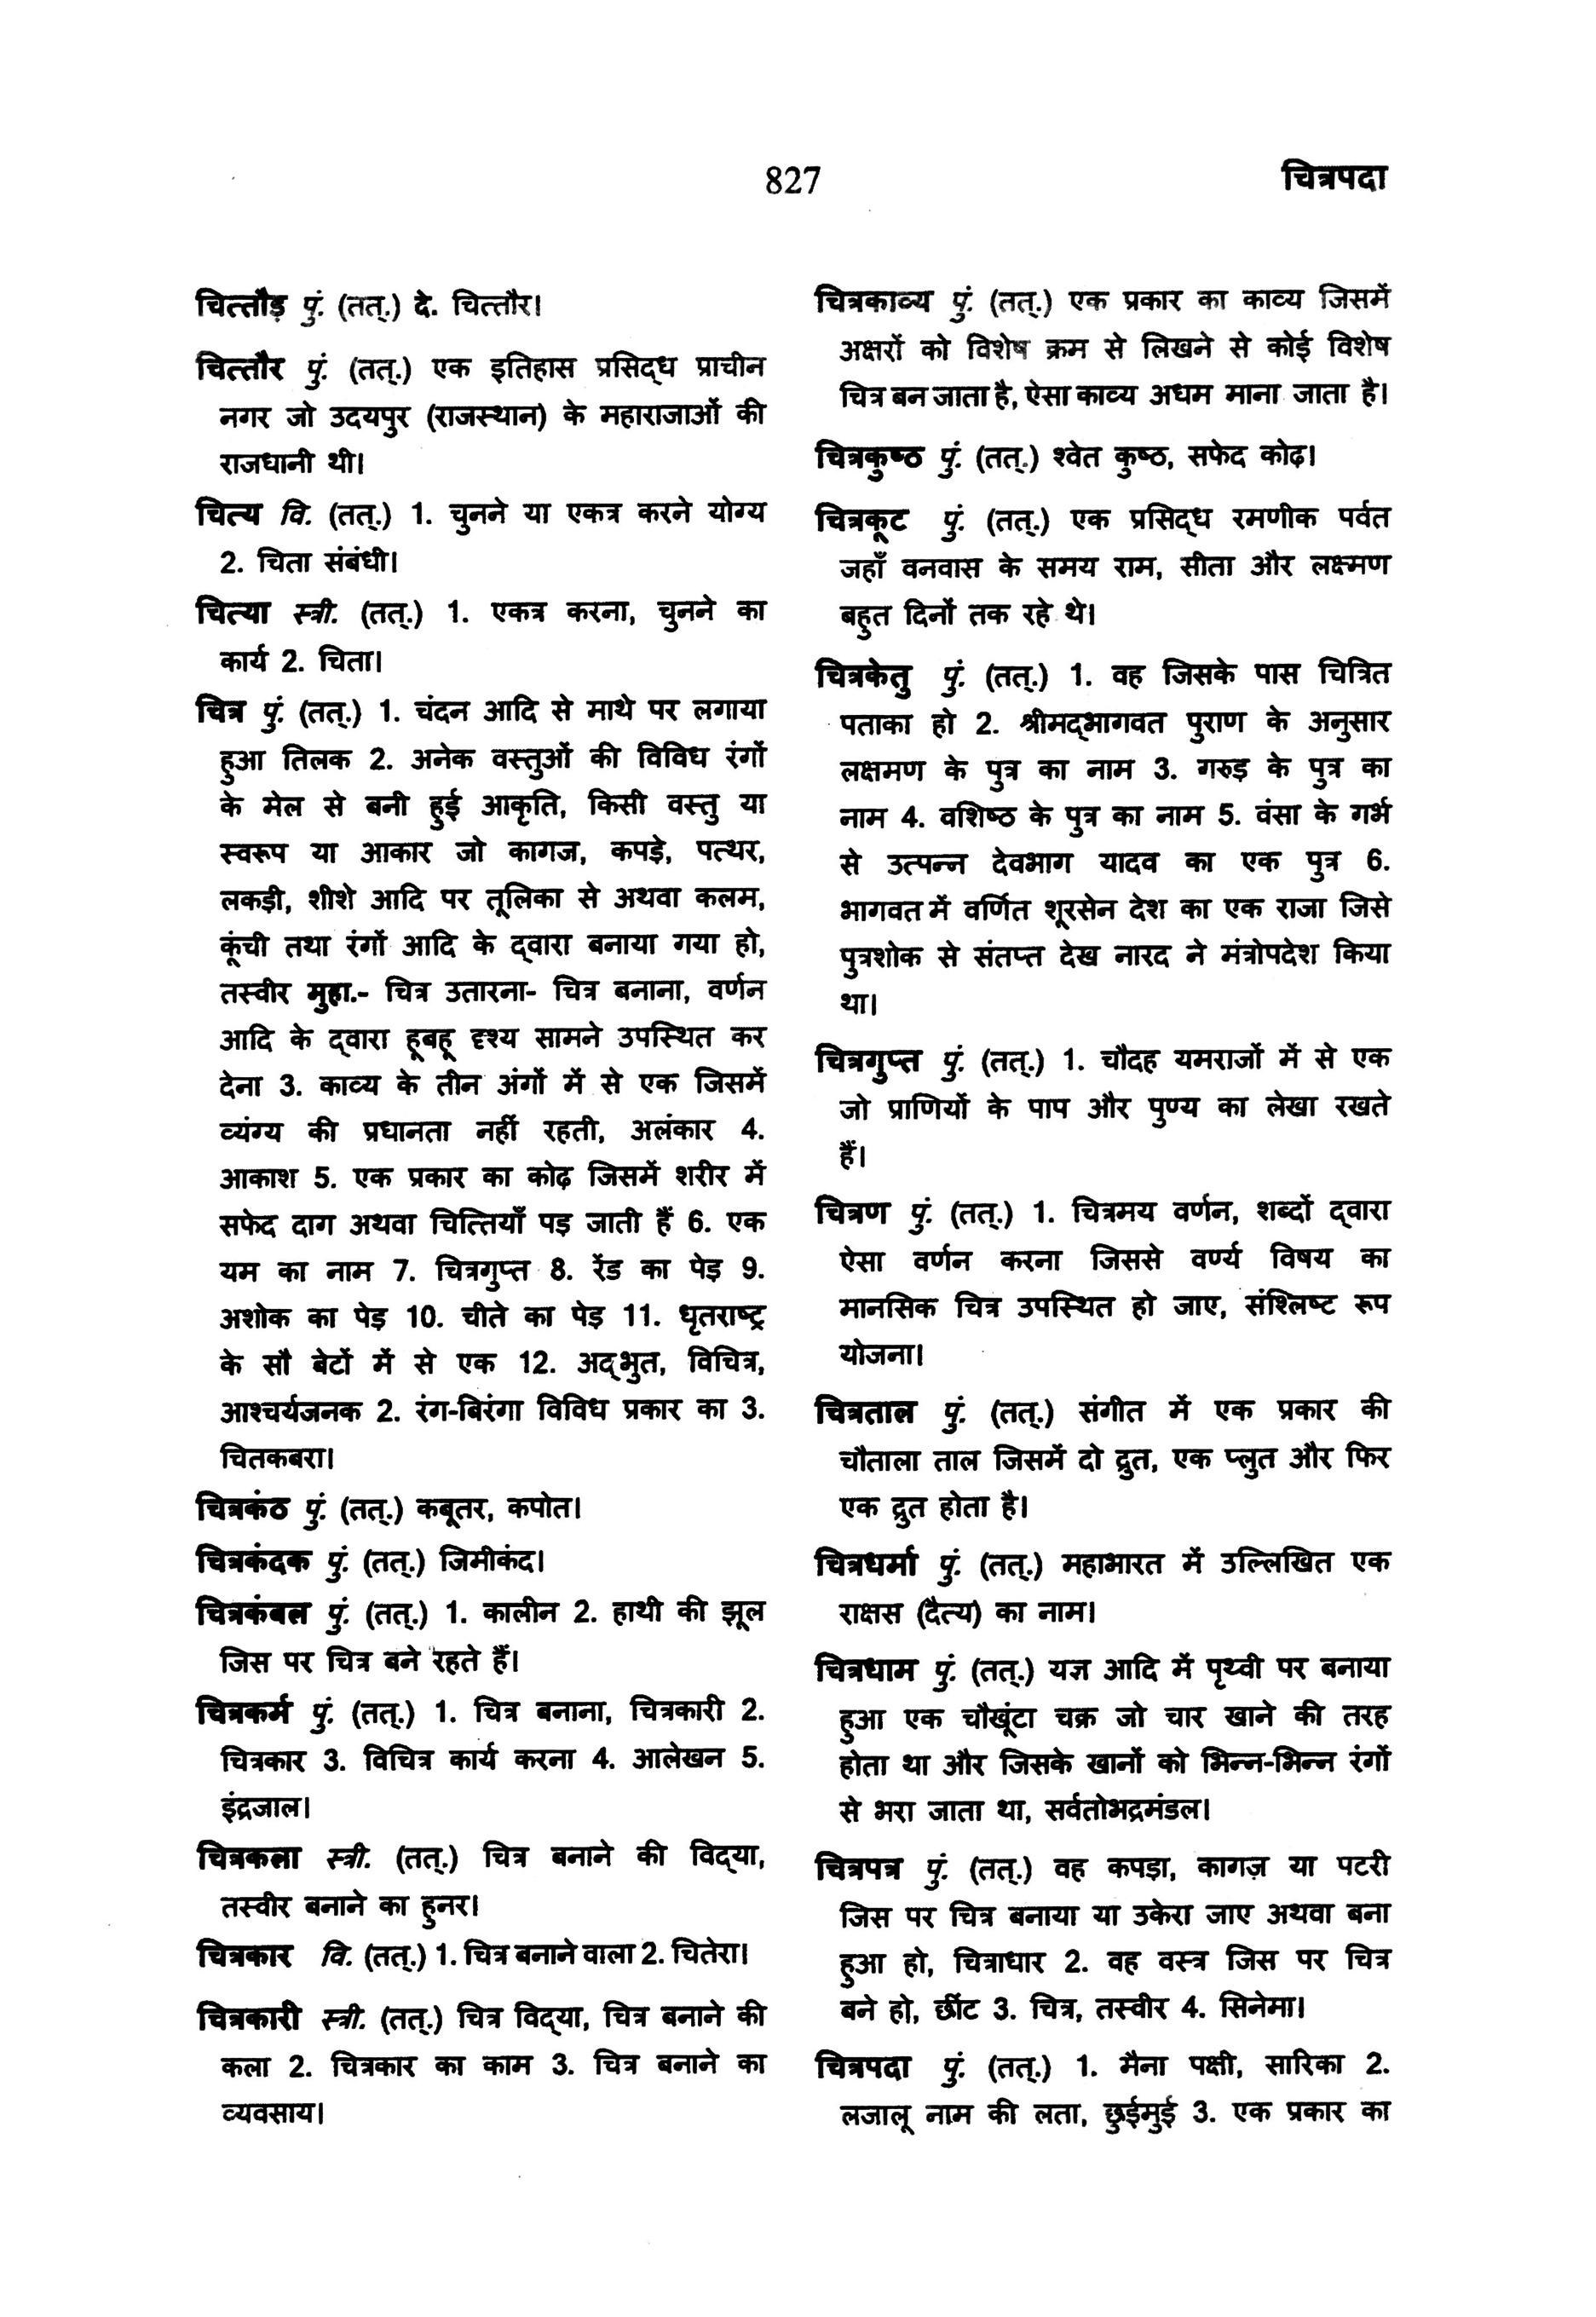 827
चित्रपदा
चित्तौड़ पुं. (तत्.) दे. चित्तौर।
चित्तौर पुं. (तत्.) एक इतिहास प्रसिद्ध प्राचीन
नगर जो उदयपुर (राजस्थान) के महाराजाओं की
राजधानी थी।
चित्य वि. (तत्.) 1. चुनने या एकत्र करने योग्य
2. चिता संबंधी।
चित्या स्त्री. (तत्.) 1. एकत्र करना, चुनने का
कार्य 2. चिता।
चित्र पुं. (तत्.) 1. चंदन आदि से माथे पर लगाया
हुआ तिलक 2. अनेक वस्तुओं की विविध रंगों
के मेल से बनी हुई आकृति, किसी वस्तु या
स्वरूप या आकार जो कागज, कपड़े, पत्थर,
लकड़ी, शीशे आदि पर तूलिका से अथवा कलम,
कूंची तथा रंगों आदि के द्वारा बनाया गया हो,
तस्वीर मुहा.- चित्र उतारना- चित्र बनाना, वर्णन
आदि के द्वारा हूबहू दृश्य सामने उपस्थित कर
देना 3. काव्य के तीन अंगों में से एक जिसमें
व्यंग्य की प्रधानता नहीं रहती, अलंकार 4.
आकाश 5. एक प्रकार का कोढ़ जिसमें शरीर में
सफेद दाग अथवा चित्तियाँ पड़ जाती हैं 6. एक
यम का नाम 7. चित्रगुप्त 8. रेंड का पेड़ 9.
अशोक का पेड़ 10. चीते का पेड़ 11. धृतराष्ट्र
के सौ बेटों में से एक 12. अद्भुत, विचित्र,
आश्चर्यजनक 2. रंग-बिरंगा विविध प्रकार का 3.
चितकबरा।
चित्रकंठ पुं. (तत्.) कबूतर, कपोत।
चित्रकंदक पुं. (तत्.) जिमीकंद।
चित्रकंबल पुं. (तत्.) 1. कालीन 2. हाथी की झूल
जिस पर चित्र बने रहते हैं।
चित्रकर्म पुं. (तत्.) 1. चित्र बनाना, चित्रकारी 2.
चित्रकार 3. विचित्र कार्य करना 4. आलेखन 5.
इंद्रजाल।
चित्रकला स्त्री. (तत्.) चित्र बनाने की विद्या,
तस्वीर बनाने का हुनर।
चित्रकार वि. (तत्.) 1. चित्र बनाने वाला 2. चितेरा।
चित्रकारी स्त्री. (तत्.) चित्र विद्या, चित्र बनाने की
कला 2. चित्रकार का काम 3. चित्र बनाने का
व्यवसाय।
चित्रकाव्य पुं. (तत्.) एक प्रकार का काव्य जिसमें
अक्षरों को विशेष क्रम से लिखने से कोई विशेष
चित्र बन जाता है, ऐसा काव्य अधम माना जाता है।
चित्रकुष्ठ पुं. (तत्.) श्वेत कुष्ठ, सफेद कोढ़।
चित्रकूट पुं. (तत्.) एक प्रसिद्ध रमणीक पर्वत
जहाँ वनवास के समय राम, सीता और लक्ष्मण
बहुत दिनों तक रहे थे।
चित्रकेतु पुं. (तत्.) 1. वह जिसके पास चित्रित
पताका हो 2. श्रीमद्भागवत पुराण के अनुसार
लक्षमण के पुत्र का नाम 3. गरुड़ के पुत्र का
नाम 4. वशिष्ठ के पुत्र का नाम 5. वंसा के गर्भ
से उत्पन्न देवभाग यादव का एक पुत्र 6.
भागवत में वर्णित शूरसेन देश का एक राजा जिसे
पुत्रशोक से संतप्त देख नारद ने मंत्रोपदेश किया
था।
चित्रगुप्त पुं. (तत्.) 1. चौदह यमराजों में से एक
जो प्राणियों के पाप और पुण्य का लेखा रखते
हैं।
चित्रण पुं. (तत्.) 1. चित्रमय वर्णन, शब्दों द्वारा
ऐसा वर्णन करना जिससे वर्ण्य विषय का
मानसिक चित्र उपस्थित हो जाए, संश्लिष्ट रूप
योजना।
चित्रताल पुं. (तत्.) संगीत में एक प्रकार की
चौताला ताल जिसमें दो द्रुत, एक प्लुत और फिर
एक द्रुत होता है।
चित्रधर्मा पुं. (तत्.) महाभारत में उल्लिखित एक
राक्षस (दैत्य) का नाम।
चित्रधाम पुं. (तत्.) यज्ञ आदि में पृथ्वी पर बनाया
हुआ एक चौखूंटा चक्र जो चार खाने की तरह
होता था और जिसके खानों को भिन्न-भिन्न रंगों
से भरा जाता था, सर्वतोभद्रमंडल।
चित्रपत्र पुं. (तत्.) वह कपड़ा, कागज़ या पटरी
जिस पर चित्र बनाया या उकेरा जाए अथवा बना
हुआ हो, चित्राधार 2. वह वस्त्र जिस पर चित्र
बने हो, छींट 3. चित्र, तस्वीर 4. सिनेमा।
चित्रपदा पुं. (तत्.) 1. मैना पक्षी, सारिका 2.
लजालू नाम की लता, छुईमुई 3. एक प्रकार का